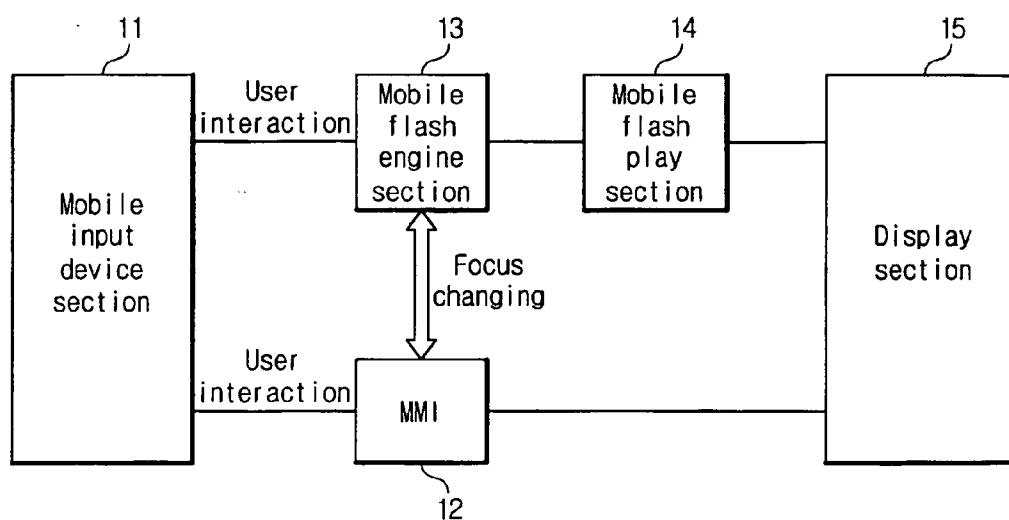 11
13
14
15
Mobile
input
device
section
User
interaction
Mobile
flash
engine
section
Mobile
flash
play
section
Display
section
Focus
changing
User
interaction
MMI
12